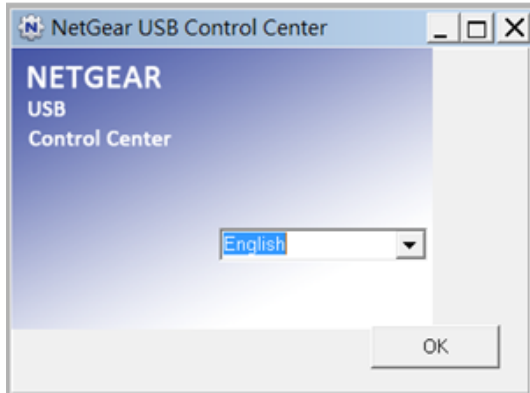 NetGear USB Control Center
NETGEAR
USB
Control Center
English
OK